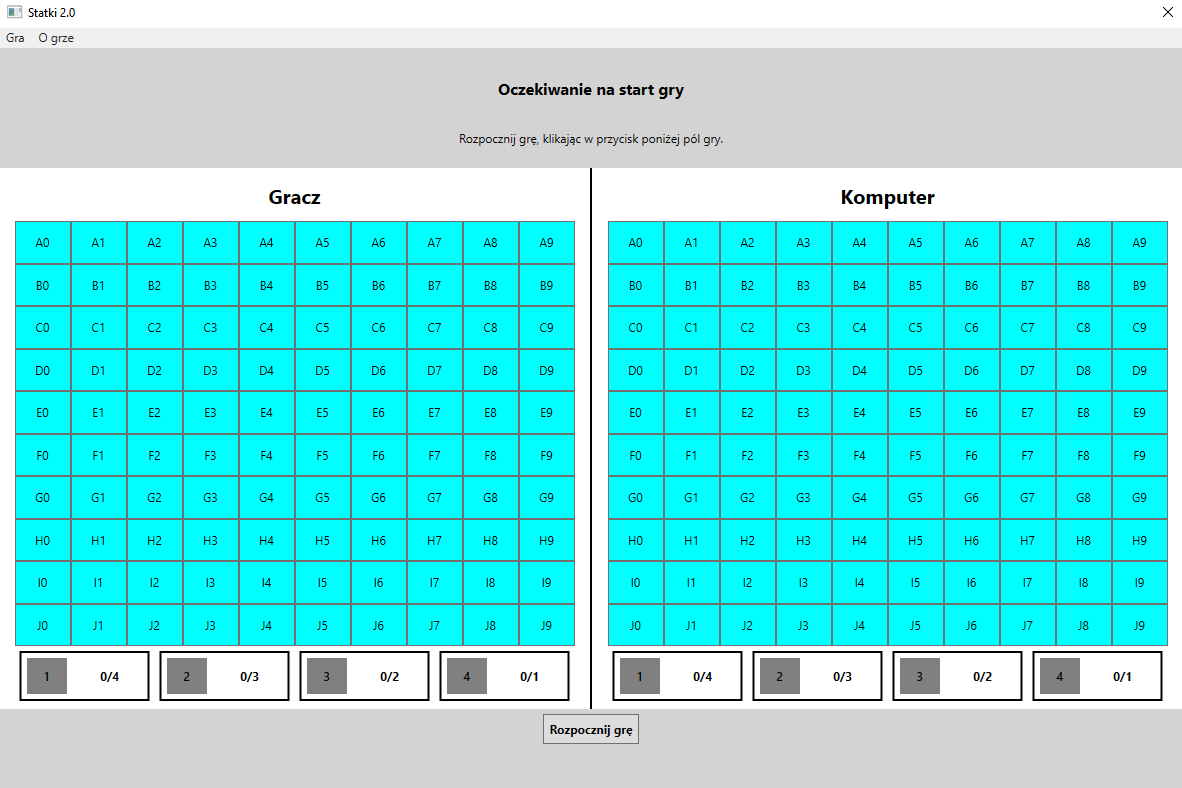 Statki 2.0
Gra O grze
Oczekiwanie na start gry
Rozpocznij grę, klikając w przycisk poniżej pól gry.
Gracz
A0 A1 A2 A3 A4 A5 A6 A7 A8 A9
B0 B1 B2 B3 B4 B5 B6 B7 B8 B9
C0 C1 C2 C3 C4 C5 C6 C7 C8 C9
D0 D1 D2 D3 D4 D5 D6 D7 D8 D9
E0 E1 E2 E3 E4 E5 E6 E7 E8 E9
F0 F1 F2 F3 F4 F5 F6 F7 F8 F9
G0 G1 G2 G3 G4 G5 G6 G7 G8 G9
H0 H1 H2 H3 H4 H5 H6 H7 H8 H9
I0 I1 I2 I3 I4 I5 I6 I7 I8 I9
J0 J1 J2 J3 J4 J5 J6 J7 J8 J9
1 0/4 2 0/3 3 0/2 4 0/1
Komputer
A0 A1 A2 A3 A4 A5 A6 A7 A8 A9
B0 B1 B2 B3 B4 B5 B6 B7 B8 B9
C0 C1 C2 C3 C4 C5 C6 C7 C8 C9
D0 D1 D2 D3 D4 D5 D6 D7 D8 D9
E0 E1 E2 E3 E4 E5 E6 E7 E8 E9
F0 F1 F2 F3 F4 F5 F6 F7 F8 F9
G0 G1 G2 G3 G4 G5 G6 G7 G8 G9
H0 H1 H2 H3 H4 H5 H6 H7 H8 H9
I0 I1 I2 I3 I4 I5 I6 I7 I8 I9
J0 J1 J2 J3 J4 J5 J6 J7 J8 J9
1 0/4 2 0/3 3 0/2 4 0/1
Rozpocznij grę